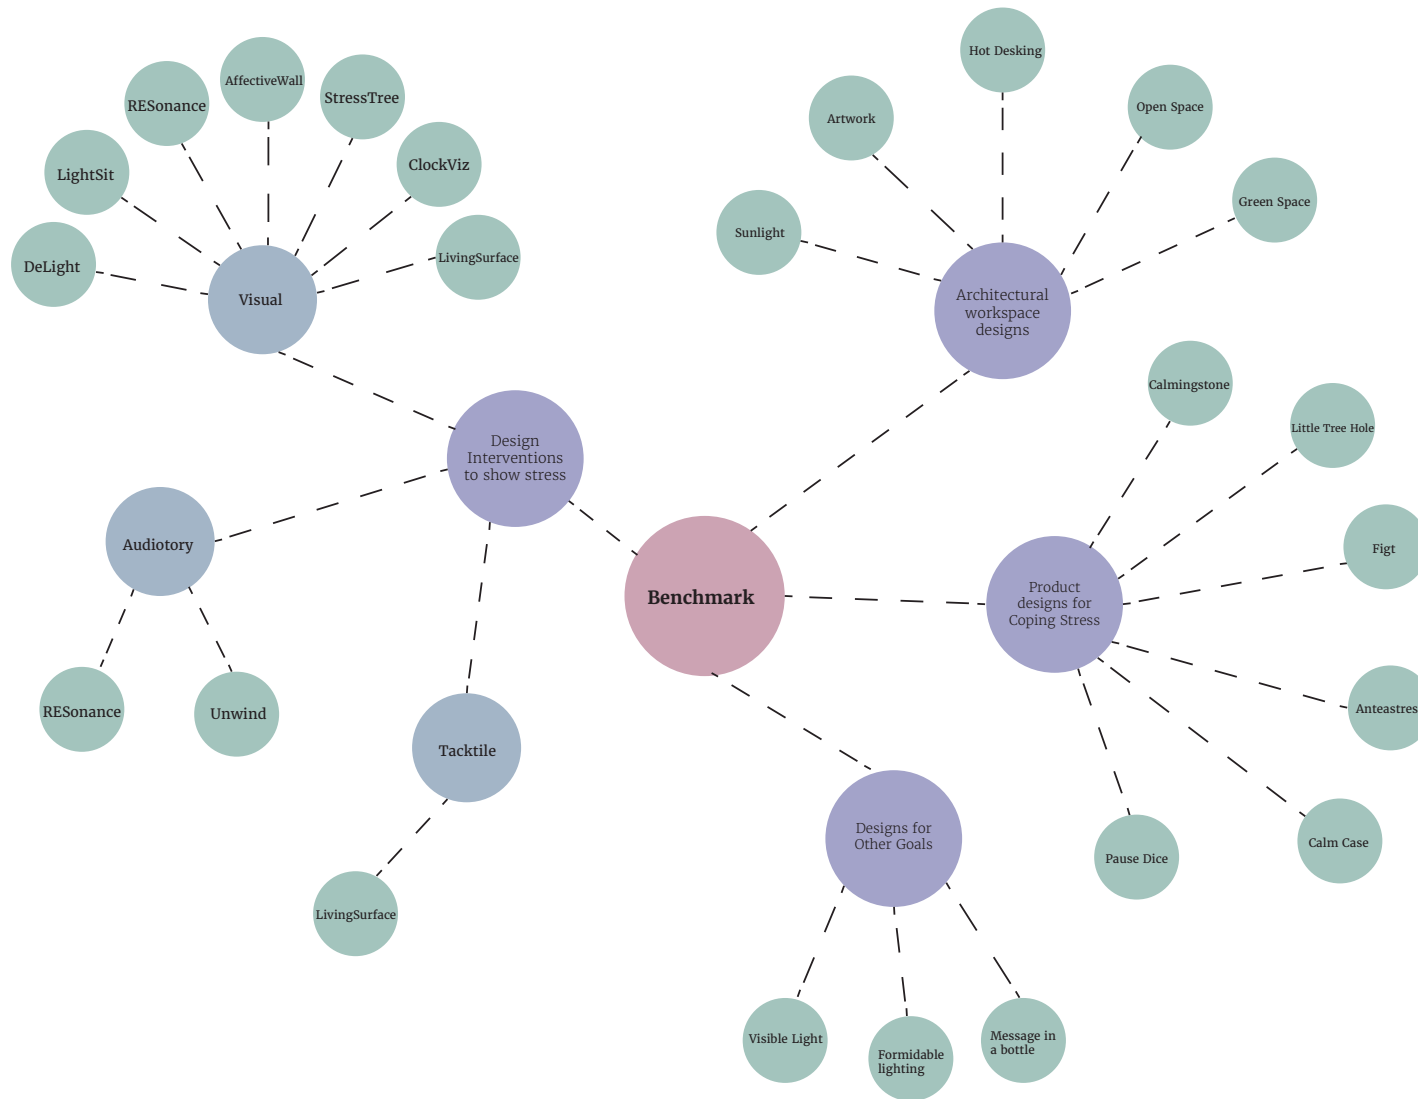 Hot Desking
AffectiveWall
StressTree
RESonance
Open Space
Artwork
ClockViz
LightSit
Green Space
Sunlight
LivingSurface
DeLight
Visual
Architectural
workspace
designs
Calmingstone
Little Tree Hole
Design
Interventions
to show stress
Audiotory
Figt
Benchmark
Product
designs for
Coping Stress
RESonance
Unwind
Anteastres
Tacktile
Designs for
Other Goals
Calm Case
Pause Dice
LivingSurface
Visible Light
Message in
a bottle
Formidable
lighting